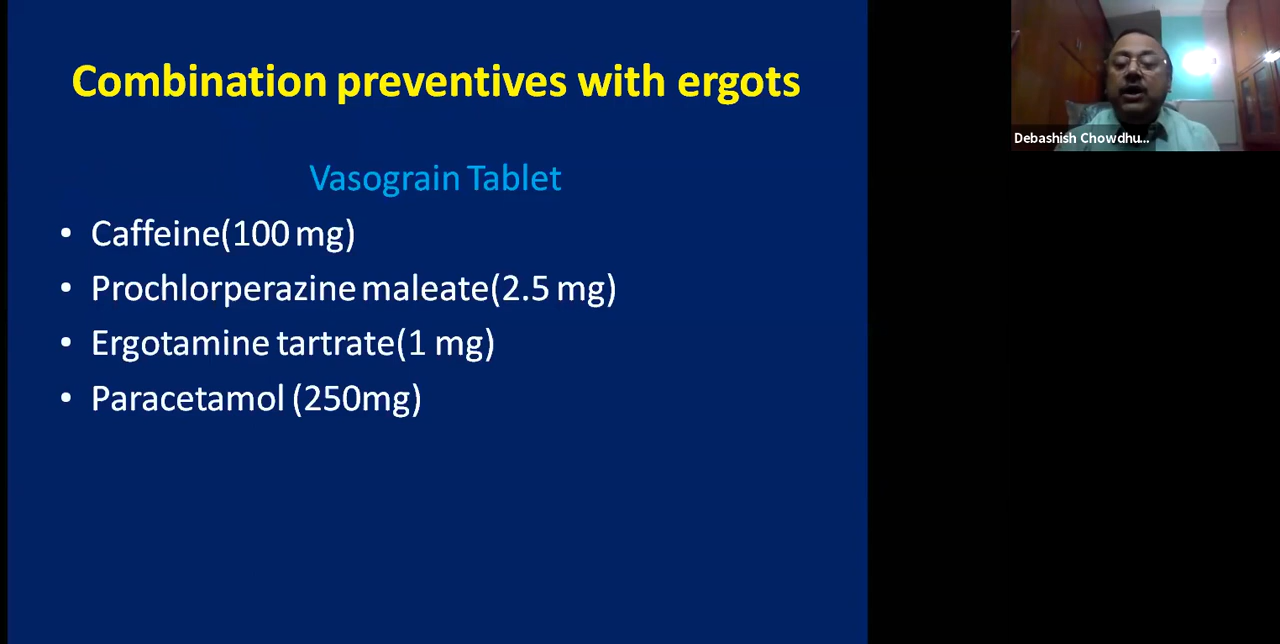 Combination preventives with ergots
Vasograin Tablet
• Caffeine(100 mg)
• Prochlorperazine maleate(2.5 mg)
• Ergotamine tartrate(1 mg)
• Paracetamol (250mg)
Debashish Chowdhu...